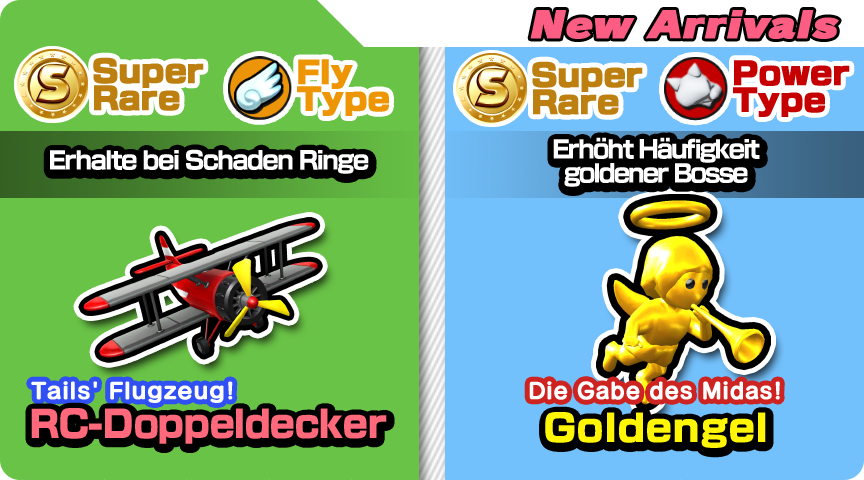 New Arrivals
S Super Rare
Fly Type
Erhalte bei Schaden Ringe
Tails' Flugzeug!
RC-Doppeldecker
S Super Rare
Power Type
Erhöht Häufigkeit
goldener Bosse
Die Gabe des Midas!
Goldengel